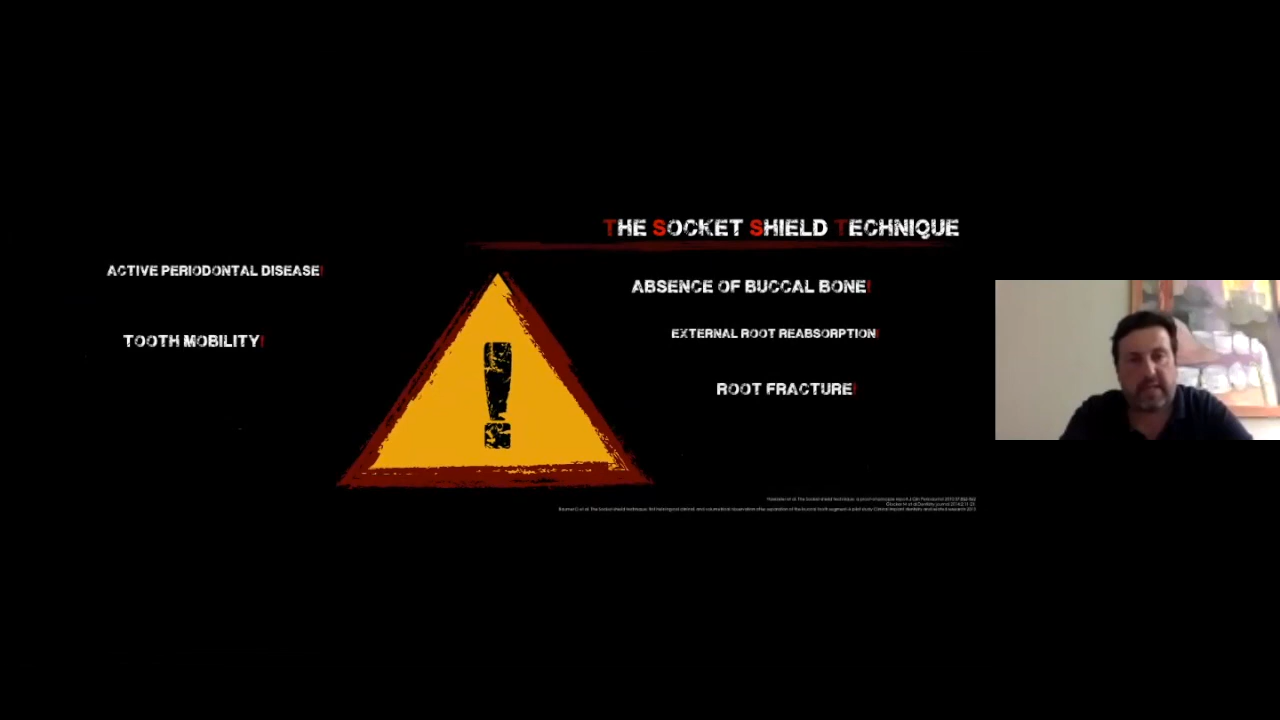 THE SOCKET SHIELD TECHNIQUE
ACTIVE PERIODONTAL DISEASE!
TOOTH MOBILITY!
!
ABSENCE OF BUCCAL BONE!
EXTERNAL ROOT REABSORPTION!
ROOT FRACTURE!